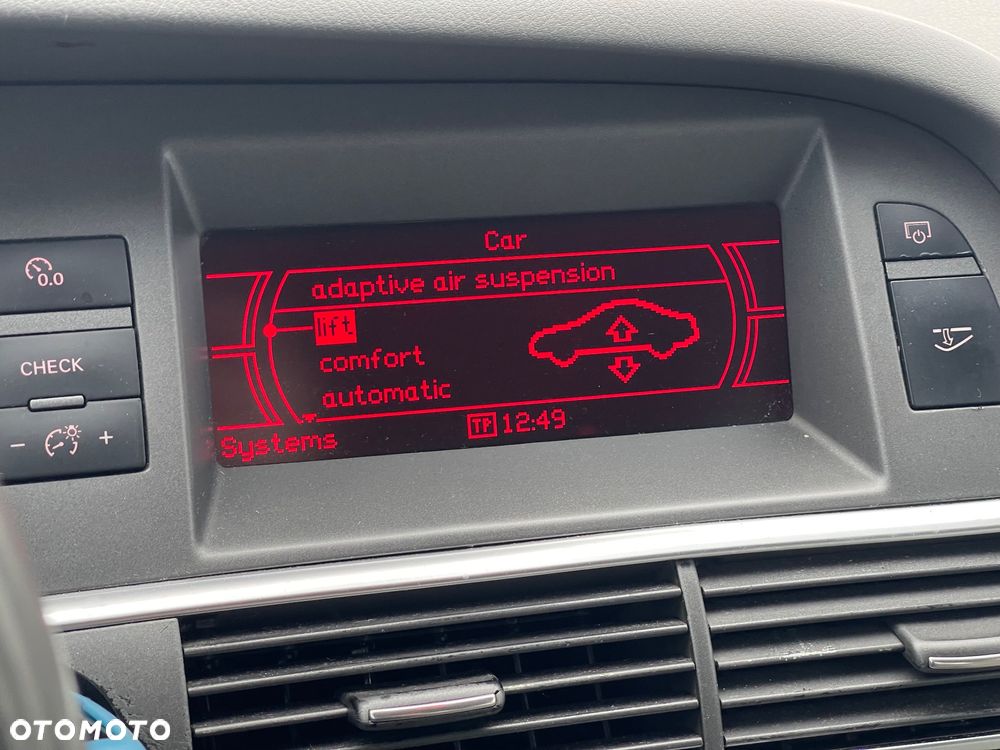 Car
adaptive air suspension
lift
comfort
automatic
Systems
TP 12:49
0.0
CHECK
- +
OTOMOTO